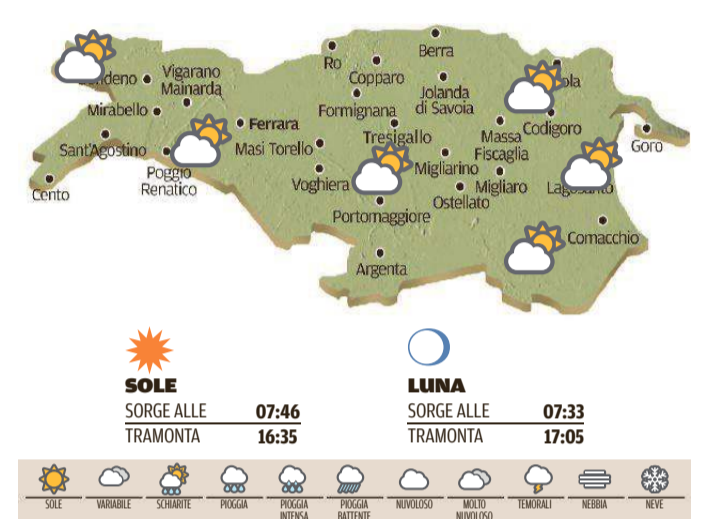 Berra
Ro
Copparo
Vigarano
Mainarda
Jolanda
di Savoia
Mirabello
Formignana
Ferrara
Codigoro
Tresigallo
Massa
Fiscaglia
Goro
Sant'Agostino
Masi Torello
Migliarino
Poggio
Renatico
Voghiera
Migliaro
Lagosanto
Cento
Ostellato
Portomaggiore
Comacchio
Argenta
SOLE
SORGE ALLE 07:46
TRAMONTA 16:35
LUNA
SORGE ALLE 07:33
TRAMONTA 17:05
SOLE
VARIABILE
SCHIARITE
PIOGGIA
PIOGGIA
INTENSA
PIOGGIA
BATTENTE
NUVOLOSO
MOLTO
NUVOLOSO
TEMORALI
NEBBIA
NEVE